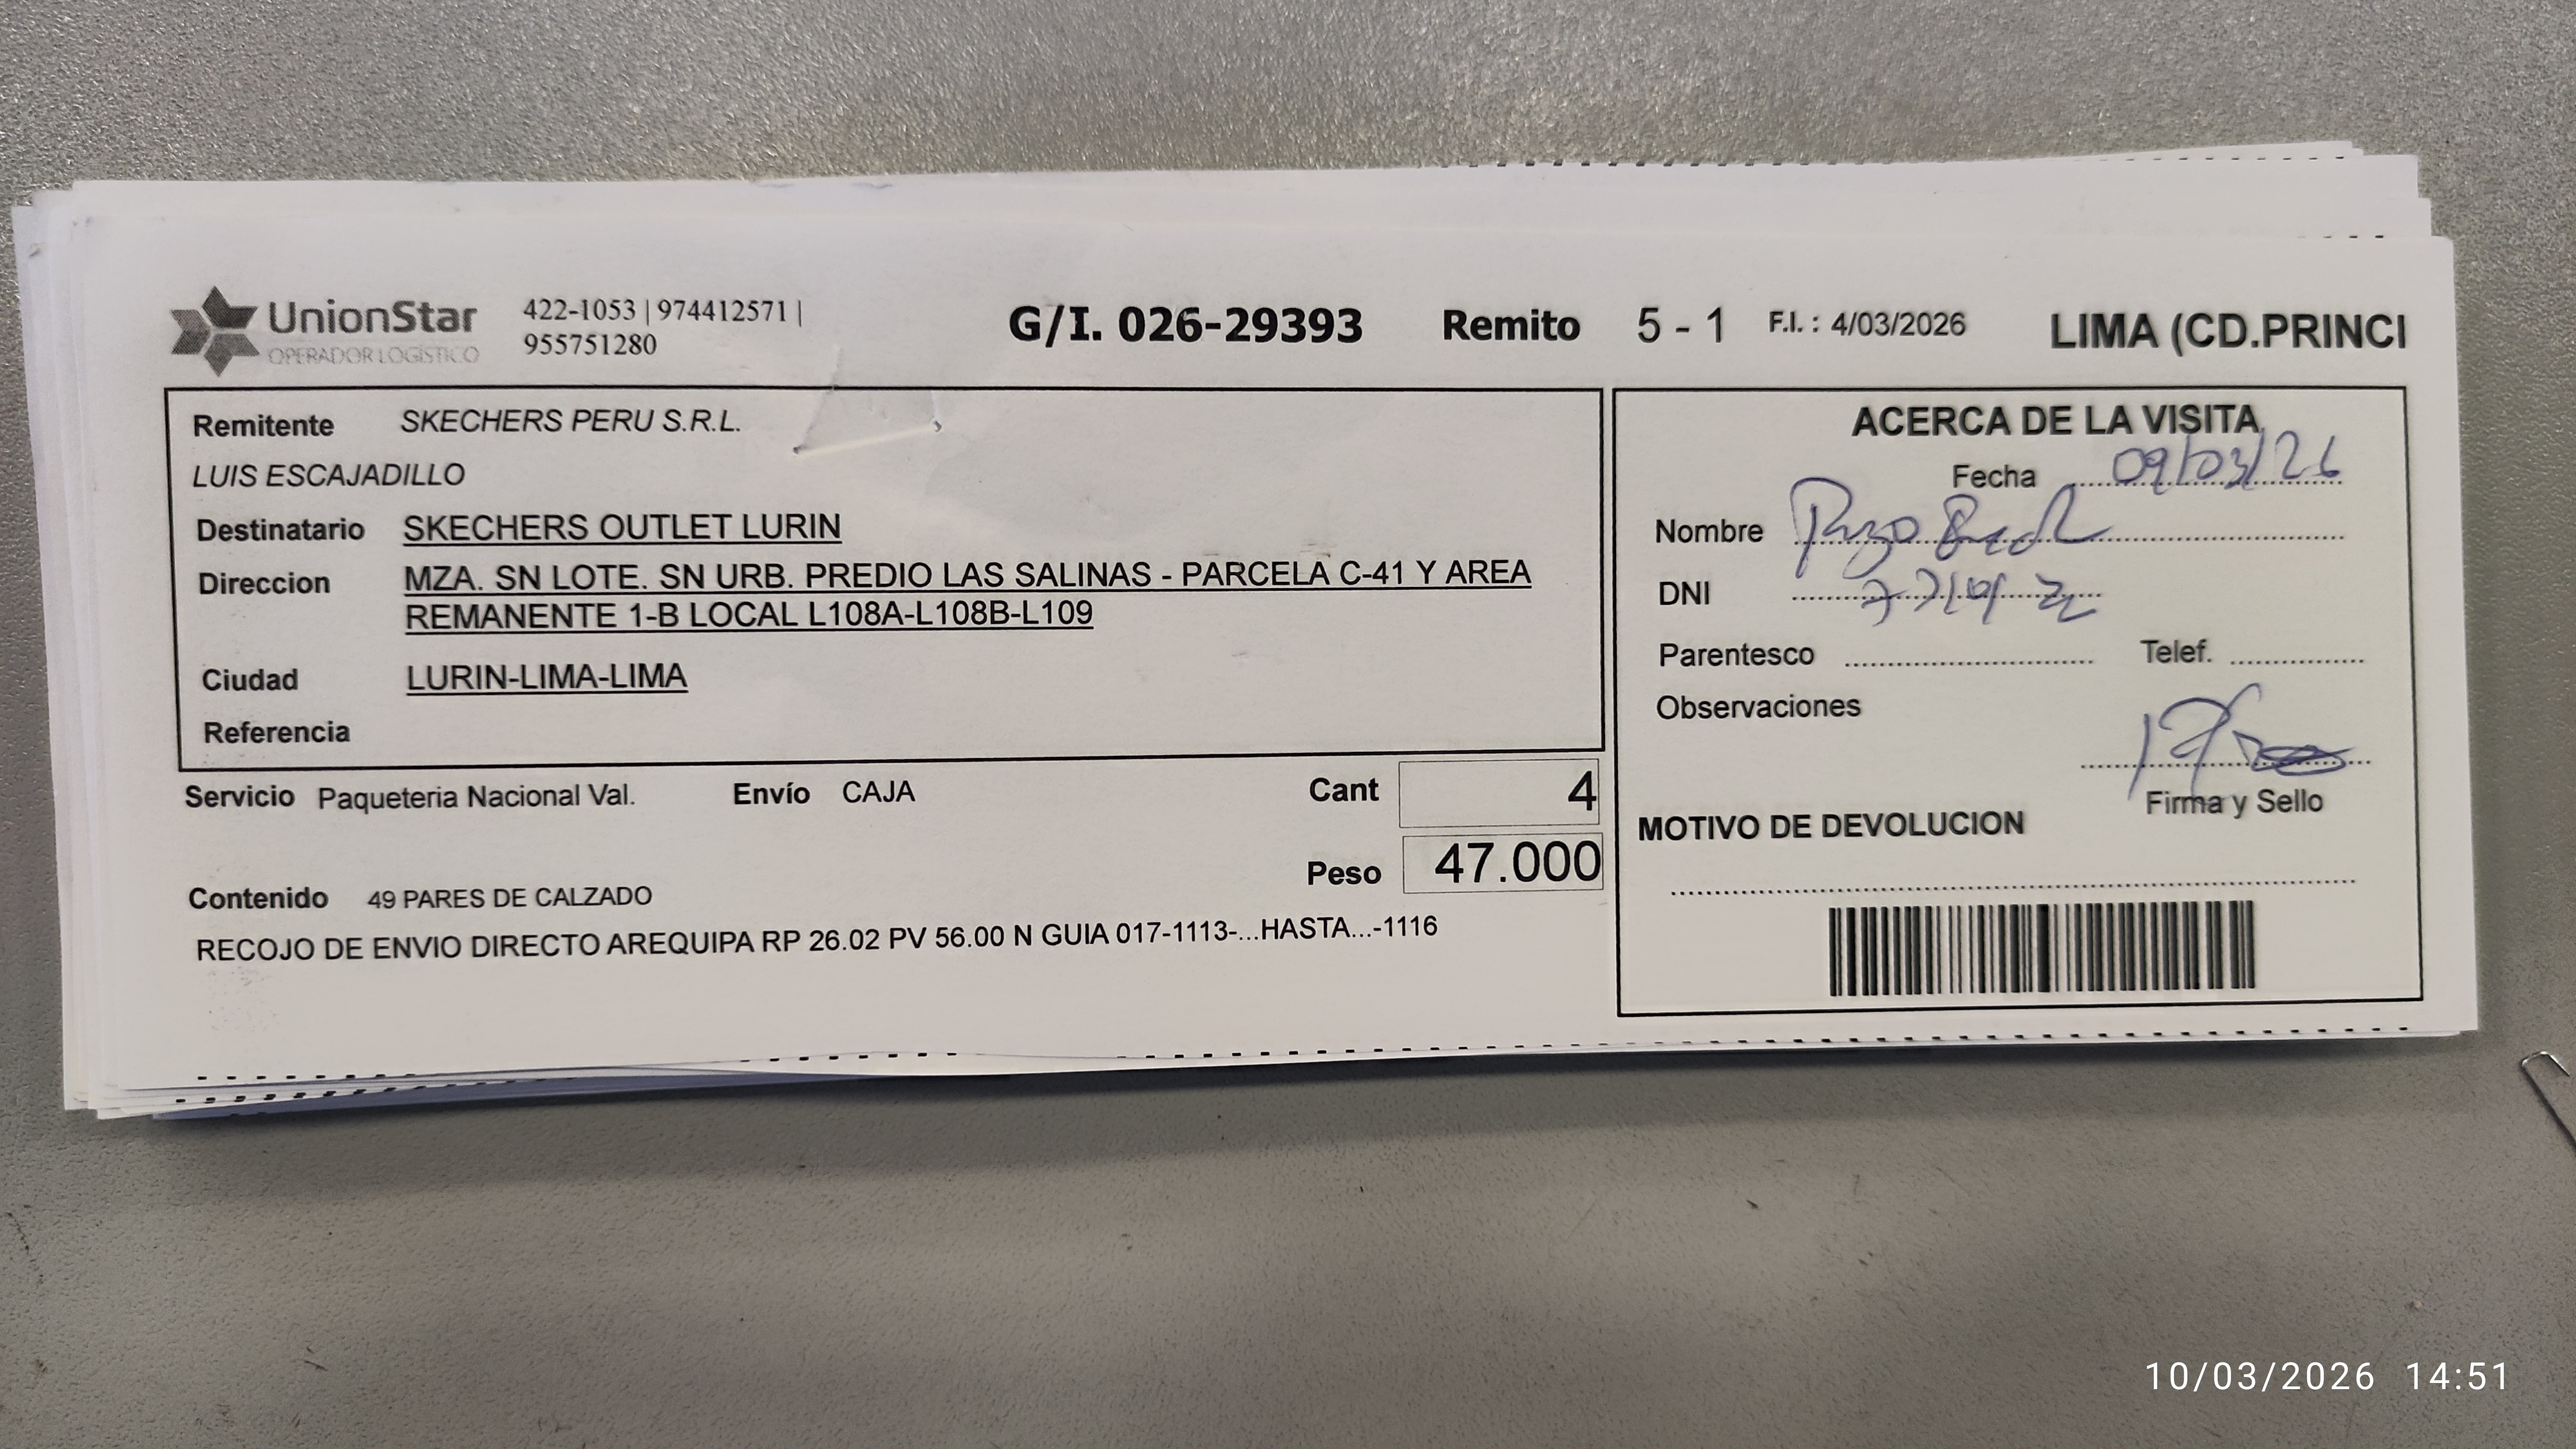 UnionStar
OPERADOR LOGÍSTICO
422-1053 | 974412571 |
955751280
G/I. 026-29393 Remito 5 - 1 F.I. : 4/03/2026 LIMA (CD.PRINCI
Remitente SKECHERS PERU S.R.L.
LUIS ESCAJADILLO
Destinatario SKECHERS OUTLET LURIN
Direccion MZA. SN LOTE. SN URB. PREDIO LAS SALINAS - PARCELA C-41 Y AREA
REMANENTE 1-B LOCAL L108A-L108B-L109
Ciudad LURIN-LIMA-LIMA
Referencia
Servicio Paqueteria Nacional Val. Envío CAJA Cant 4
Peso 47.000
Contenido 49 PARES DE CALZADO
RECOJO DE ENVIO DIRECTO AREQUIPA RP 26.02 PV 56.00 N GUIA 017-1113-...HASTA...-1116
ACERCA DE LA VISITA
Fecha 09/03/26
Nombre
DNI
Parentesco Telef.
Observaciones
Firma y Sello
MOTIVO DE DEVOLUCION
10/03/2026 14:51